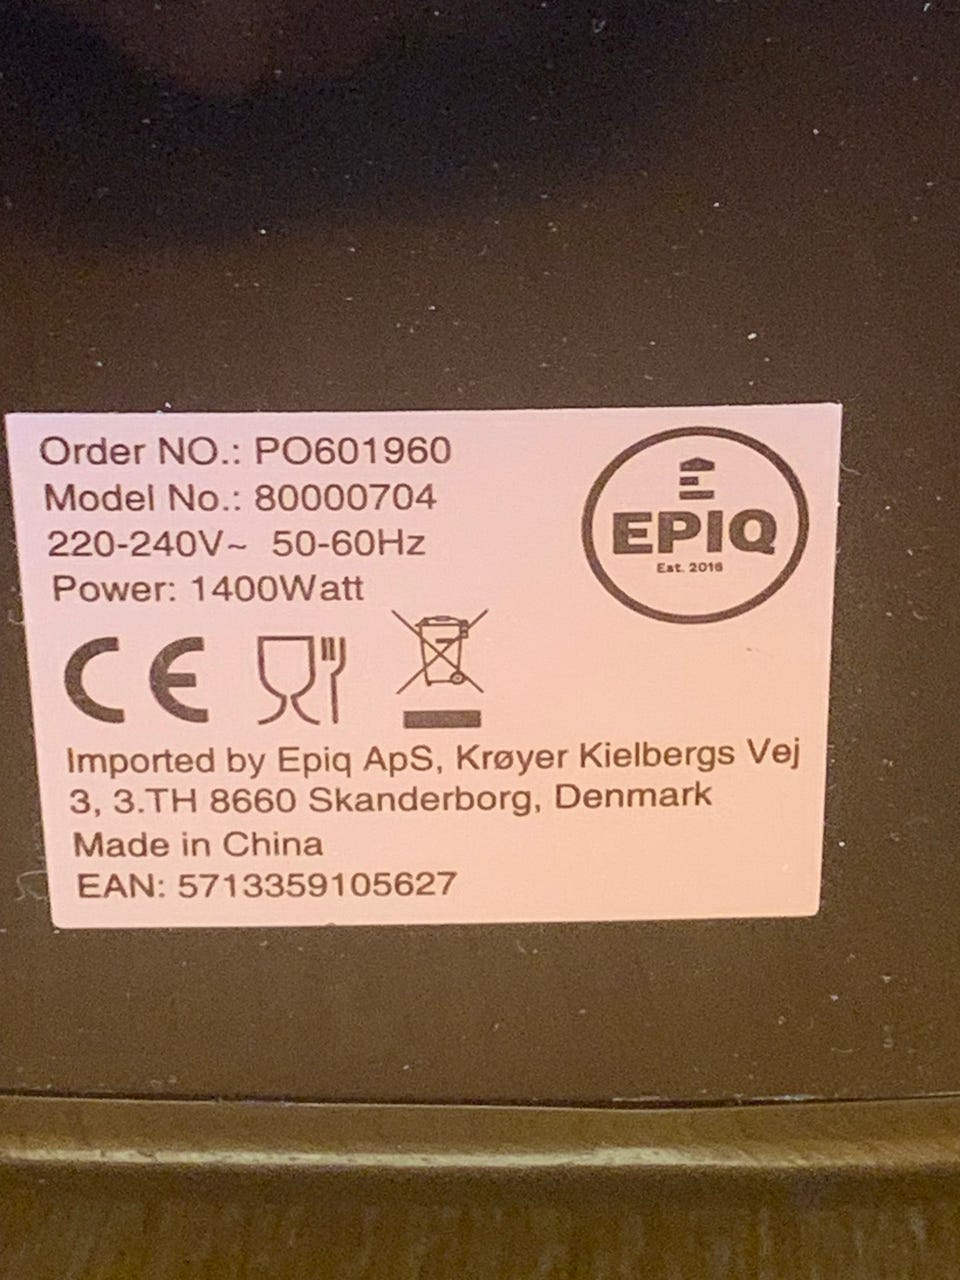 Order NO.: PO601960
Model No.: 80000704
220-240V~ 50-60Hz
Power: 1400Watt
EPIQ
Est. 2016
CE
Imported by Epiq ApS, Krøyer Kielbergs Vej
3, 3.TH 8660 Skanderborg, Denmark
Made in China
EAN: 5713359105627